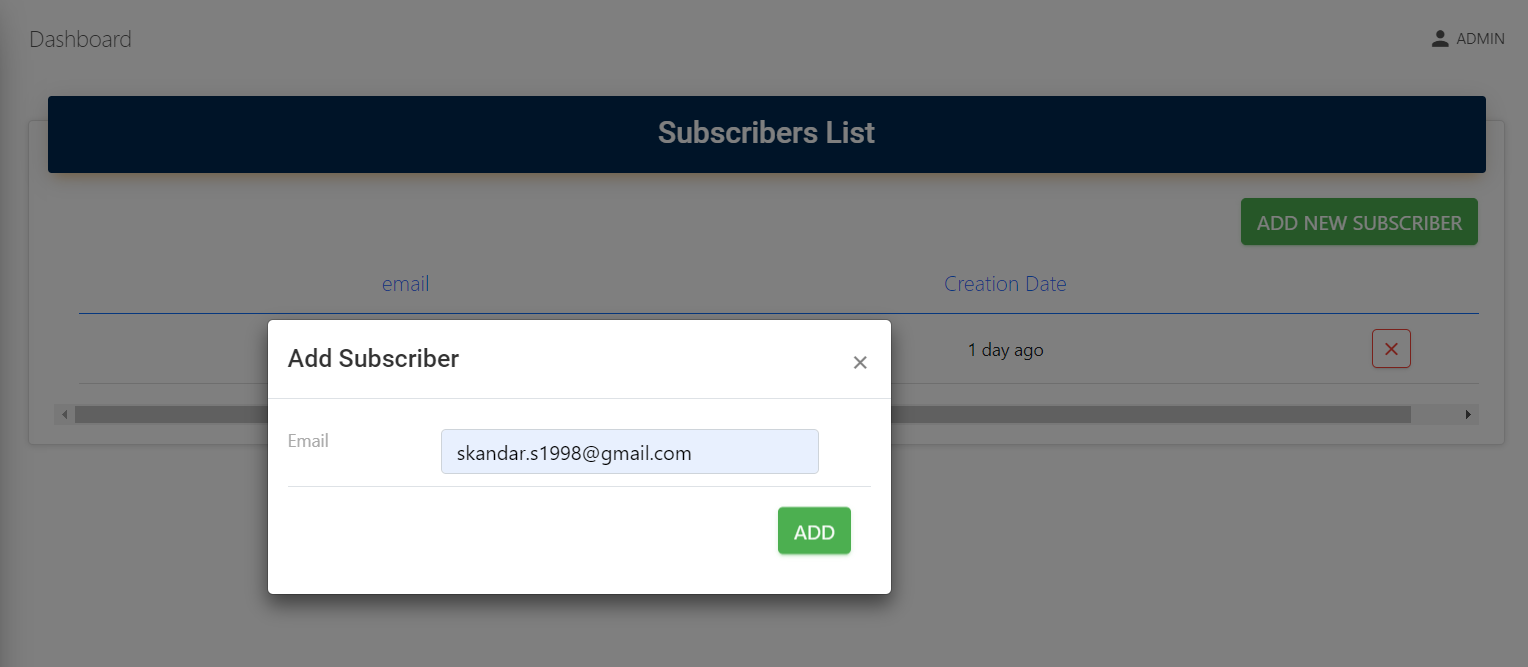 Dashboard
ADMIN
Subscribers List
ADD NEW SUBSCRIBER
email Creation Date
1 day ago
Add Subscriber
Email
skandar.s1998@gmail.com
ADD